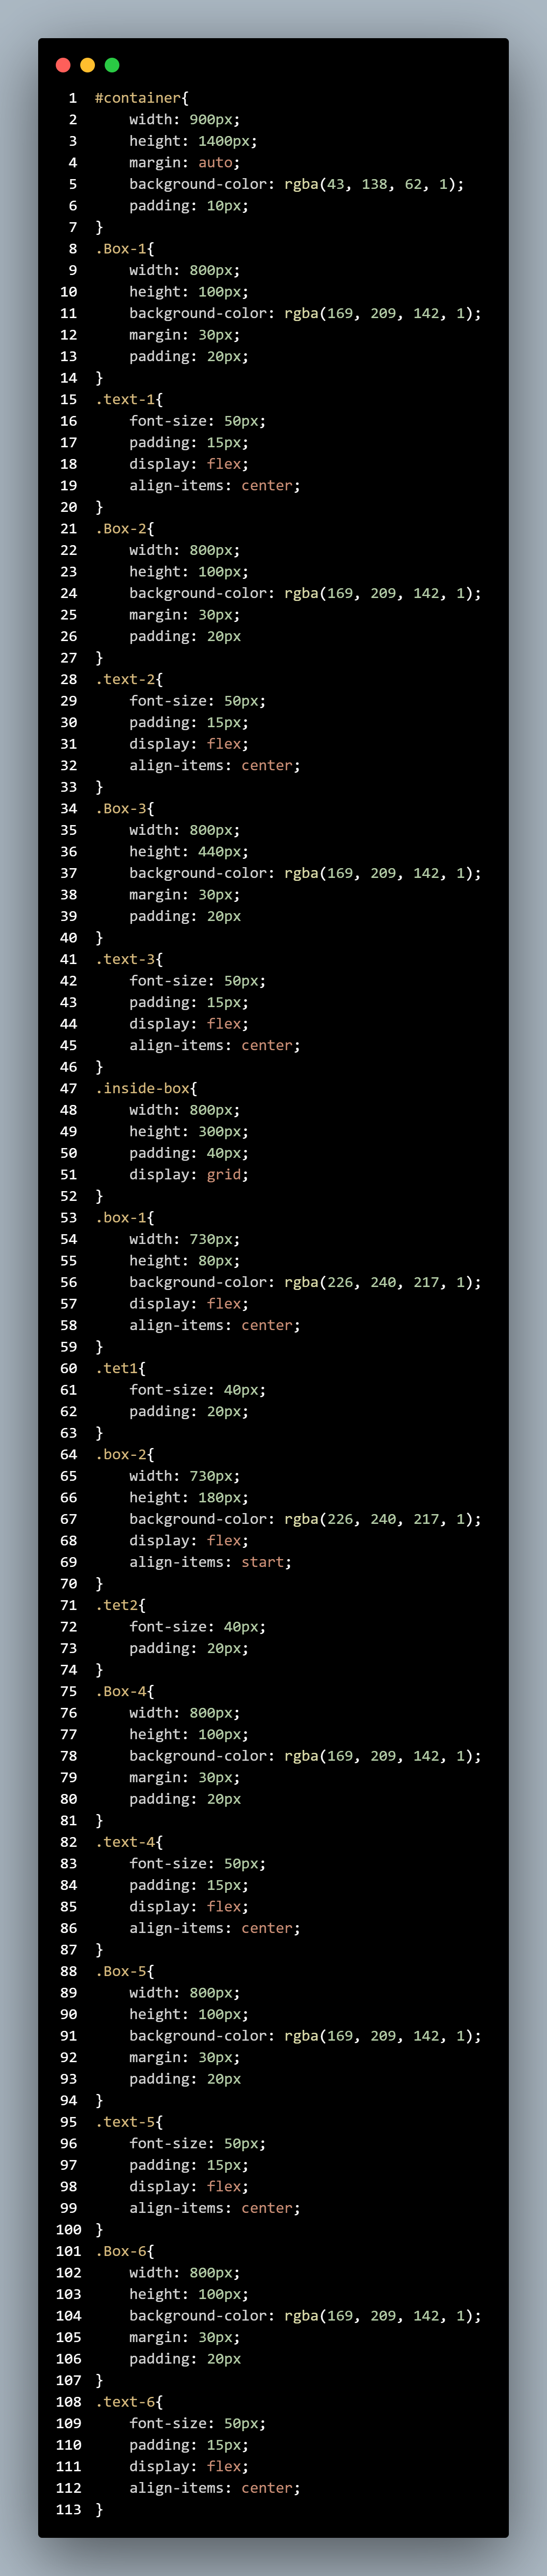 1 #container{
2     width: 900px;
3     height: 1400px;
4     margin: auto;
5     background-color: rgba(43, 138, 62, 1);
6     padding: 10px;
7 }
8 .Box-1{
9     width: 800px;
10     height: 100px;
11     background-color: rgba(169, 209, 142, 1);
12     margin: 30px;
13     padding: 20px;
14 }
15 .text-1{
16     font-size: 50px;
17     padding: 15px;
18     display: flex;
19     align-items: center;
20 }
21 .Box-2{
22     width: 800px;
23     height: 100px;
24     background-color: rgba(169, 209, 142, 1);
25     margin: 30px;
26     padding: 20px
27 }
28 .text-2{
29     font-size: 50px;
30     padding: 15px;
31     display: flex;
32     align-items: center;
33 }
34 .Box-3{
35     width: 800px;
36     height: 440px;
37     background-color: rgba(169, 209, 142, 1);
38     margin: 30px;
39     padding: 20px
40 }
41 .text-3{
42     font-size: 50px;
43     padding: 15px;
44     display: flex;
45     align-items: center;
46 }
47 .inside-box{
48     width: 800px;
49     height: 300px;
50     padding: 40px;
51     display: grid;
52 }
53 .box-1{
54     width: 730px;
55     height: 80px;
56     background-color: rgba(226, 240, 217, 1);
57     display: flex;
58     align-items: center;
59 }
60 .tet1{
61     font-size: 40px;
62     padding: 20px;
63 }
64 .box-2{
65     width: 730px;
66     height: 180px;
67     background-color: rgba(226, 240, 217, 1);
68     display: flex;
69     align-items: start;
70 }
71 .tet2{
72     font-size: 40px;
73     padding: 20px;
74 }
75 .Box-4{
76     width: 800px;
77     height: 100px;
78     background-color: rgba(169, 209, 142, 1);
79     margin: 30px;
80     padding: 20px
81 }
82 .text-4{
83     font-size: 50px;
84     padding: 15px;
85     display: flex;
86     align-items: center;
87 }
88 .Box-5{
89     width: 800px;
90     height: 100px;
91     background-color: rgba(169, 209, 142, 1);
92     margin: 30px;
93     padding: 20px
94 }
95 .text-5{
96     font-size: 50px;
97     padding: 15px;
98     display: flex;
99     align-items: center;
100 }
101 .Box-6{
102     width: 800px;
103     height: 100px;
104     background-color: rgba(169, 209, 142, 1);
105     margin: 30px;
106     padding: 20px
107 }
108 .text-6{
109     font-size: 50px;
110     padding: 15px;
111     display: flex;
112     align-items: center;
113 }